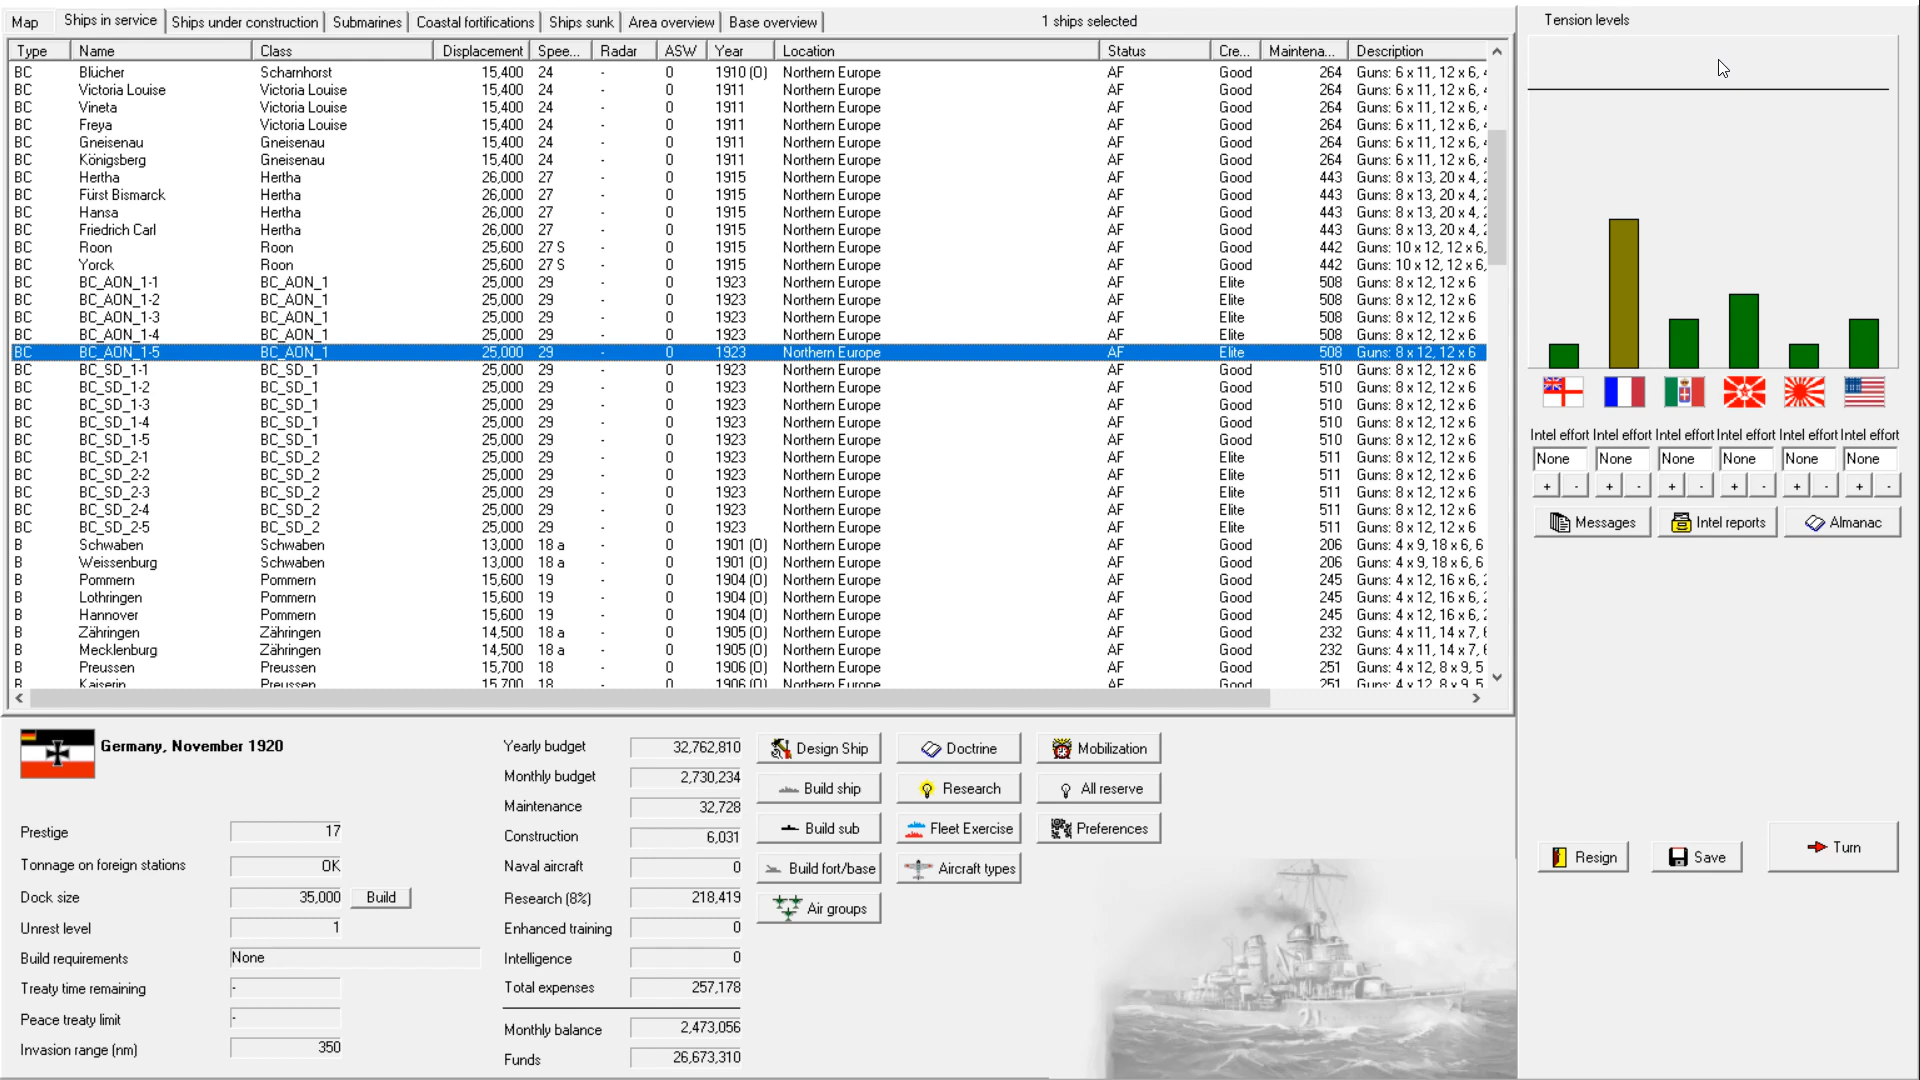 Map Ships in service Ships under construction Submarines Coastal fortifications Ships sunk Area overview Base overview 1 ships selected
Type Name Class Displacement Spee... Radar ASW Year Location Status Cre... Maintena... Description
BC Blücher Scharnhorst 15,400 24 - 0 1910 (O) Northern Europe AF Good 264 Guns: 6 x 11, 12 x 6,
BC Victoria Louise Victoria Louise 15,400 24 - 0 1911 Northern Europe AF Good 264 Guns: 6 x 11, 12 x 6,
BC Vineta Victoria Louise 15,400 24 - 0 1911 Northern Europe AF Good 264 Guns: 6 x 11, 12 x 6,
BC Freya Victoria Louise 15,400 24 - 0 1911 Northern Europe AF Good 264 Guns: 6 x 11, 12 x 6,
BC Gneisenau Gneisenau 15,400 24 - 0 1911 Northern Europe AF Good 264 Guns: 6 x 11, 12 x 6,
BC Königsberg Gneisenau 15,400 24 - 0 1911 Northern Europe AF Good 264 Guns: 6 x 11, 12 x 6,
BC Hertha Hertha 26,000 27 - 0 1915 Northern Europe AF Good 443 Guns: 8 x 13, 20 x 4,
BC Fürst Bismarck Hertha 26,000 27 - 0 1915 Northern Europe AF Good 443 Guns: 8 x 13, 20 x 4,
BC Hansa Hertha 26,000 27 - 0 1915 Northern Europe AF Good 443 Guns: 8 x 13, 20 x 4,
BC Friedrich Carl Hertha 26,000 27 - 0 1915 Northern Europe AF Good 443 Guns: 8 x 13, 20 x 4,
BC Roon Roon 25,600 27 S - 0 1915 Northern Europe AF Good 442 Guns: 10 x 12, 12 x 6,
BC Yorck Roon 25,600 27 S - 0 1915 Northern Europe AF Good 442 Guns: 10 x 12, 12 x 6,
BC BC_AON_1-1 BC_AON_1 25,000 29 - 0 1923 Northern Europe AF Elite 508 Guns: 8 x 12, 12 x 6
BC BC_AON_1-2 BC_AON_1 25,000 29 - 0 1923 Northern Europe AF Elite 508 Guns: 8 x 12, 12 x 6
BC BC_AON_1-3 BC_AON_1 25,000 29 - 0 1923 Northern Europe AF Elite 508 Guns: 8 x 12, 12 x 6
BC BC_AON_1-4 BC_AON_1 25,000 29 - 0 1923 Northern Europe AF Elite 508 Guns: 8 x 12, 12 x 6
BC BC_AON_1-5 BC_AON_1 25,000 29 - 0 1923 Northern Europe AF Elite 508 Guns: 8 x 12, 12 x 6
BC BC_SD_1-1 BC_SD_1 25,000 29 - 0 1923 Northern Europe AF Good 510 Guns: 8 x 12, 12 x 6
BC BC_SD_1-2 BC_SD_1 25,000 29 - 0 1923 Northern Europe AF Good 510 Guns: 8 x 12, 12 x 6
BC BC_SD_1-3 BC_SD_1 25,000 29 - 0 1923 Northern Europe AF Good 510 Guns: 8 x 12, 12 x 6
BC BC_SD_1-4 BC_SD_1 25,000 29 - 0 1923 Northern Europe AF Good 510 Guns: 8 x 12, 12 x 6
BC BC_SD_1-5 BC_SD_1 25,000 29 - 0 1923 Northern Europe AF Good 510 Guns: 8 x 12, 12 x 6
BC BC_SD_2-1 BC_SD_2 25,000 29 - 0 1923 Northern Europe AF Elite 511 Guns: 8 x 12, 12 x 6
BC BC_SD_2-2 BC_SD_2 25,000 29 - 0 1923 Northern Europe AF Elite 511 Guns: 8 x 12, 12 x 6
BC BC_SD_2-3 BC_SD_2 25,000 29 - 0 1923 Northern Europe AF Elite 511 Guns: 8 x 12, 12 x 6
BC BC_SD_2-4 BC_SD_2 25,000 29 - 0 1923 Northern Europe AF Elite 511 Guns: 8 x 12, 12 x 6
BC BC_SD_2-5 BC_SD_2 25,000 29 - 0 1923 Northern Europe AF Elite 511 Guns: 8 x 12, 12 x 6
B Schwaben Schwaben 13,000 18 a - 0 1901 (O) Northern Europe AF Good 206 Guns: 4 x 9, 18 x 6, 6
B Weissenburg Schwaben 13,000 18 a - 0 1901 (O) Northern Europe AF Good 206 Guns: 4 x 9, 18 x 6, 6
B Pommern Pommern 15,600 19 - 0 1904 (O) Northern Europe AF Good 245 Guns: 4 x 12, 16 x 6,
B Lothringen Pommern 15,600 19 - 0 1904 (O) Northern Europe AF Good 245 Guns: 4 x 12, 16 x 6,
B Hannover Pommern 15,600 19 - 0 1904 (O) Northern Europe AF Good 245 Guns: 4 x 12, 16 x 6,
B Zähringen Zähringen 14,500 18 a - 0 1905 (O) Northern Europe AF Good 232 Guns: 4 x 11, 14 x 7,
B Mecklenburg Zähringen 14,500 18 a - 0 1905 (O) Northern Europe AF Good 232 Guns: 4 x 11, 14 x 7,
B Preussen Preussen 15,700 18 - 0 1906 (O) Northern Europe AF Good 251 Guns: 4 x 12, 8 x 9, 5
B Kaiserin Preussen 15,700 18 - 0 1906 (O) Northern Europe AF Good 251 Guns: 4 x 12, 8 x 9, 5
Tension levels
Intel effort Intel effort Intel effort Intel effort Intel effort Intel effort
None None None None None None
+ - + - + - + - + - + -
Messages Intel reports Almanac
Germany, November 1920
Prestige 17
Tonnage on foreign stations OK
Dock size 35,000 Build
Unrest level 1
Build requirements None
Treaty time remaining -
Peace treaty limit -
Invasion range (nm) 350
Yearly budget 32,762,810
Monthly budget 2,730,234
Maintenance 32,728
Construction 6,031
Naval aircraft 0
Research (8%) 218,419
Enhanced training 0
Intelligence 0
Total expenses 257,178
Monthly balance 2,473,056
Funds 26,673,310
Design Ship Doctrine Mobilization
Build ship Research All reserve
Build sub Fleet Exercise Preferences
Build fort/base Aircraft types
Air groups
Resign Save Turn